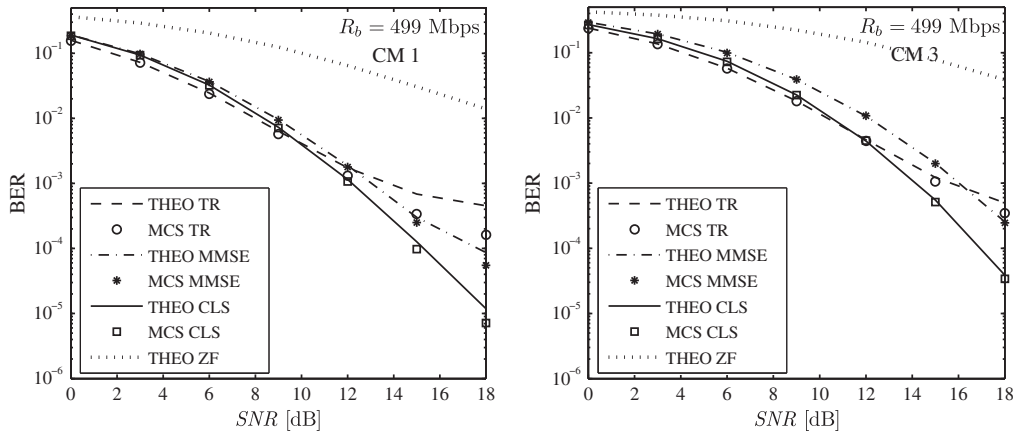 R_b = 499 Mbps
CM 1
BER
10^{-1}
10^{-2}
10^{-3}
10^{-4}
10^{-5}
10^{-6}
THEO TR
MCS TR
THEO MMSE
MCS MMSE
THEO CLS
MCS CLS
THEO ZF
0 2 4 6 8 10 12 14 16 18
SNR [dB]
R_b = 499 Mbps
CM 3
BER
10^{-1}
10^{-2}
10^{-3}
10^{-4}
10^{-5}
10^{-6}
THEO TR
MCS TR
THEO MMSE
MCS MMSE
THEO CLS
MCS CLS
THEO ZF
0 2 4 6 8 10 12 14 16 18
SNR [dB]